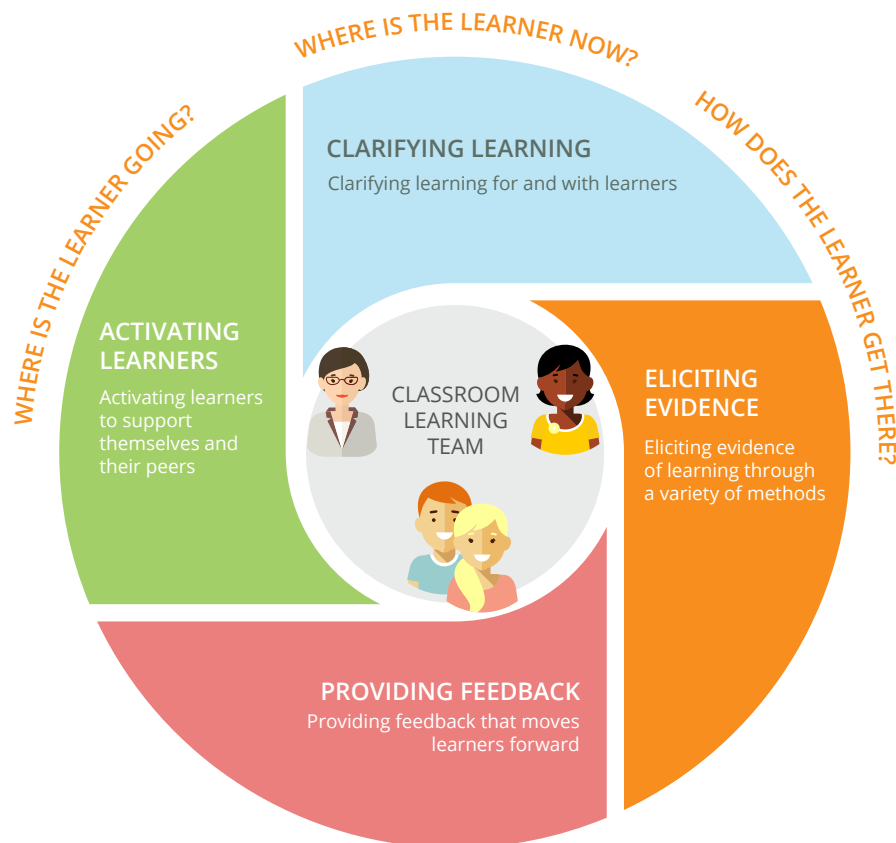 WHERE IS THE LEARNER GOING?
WHERE IS THE LEARNER NOW?
HOW DOES THE LEARNER GET THERE?
CLARIFYING LEARNING
Clarifying learning for and with learners
ACTIVATING
LEARNERS
Activating learners
to support
themselves and
their peers
CLASSROOM
LEARNING
TEAM
ELICITING
EVIDENCE
Eliciting evidence
of learning through
a variety of methods
PROVIDING FEEDBACK
Providing feedback that moves
learners forward